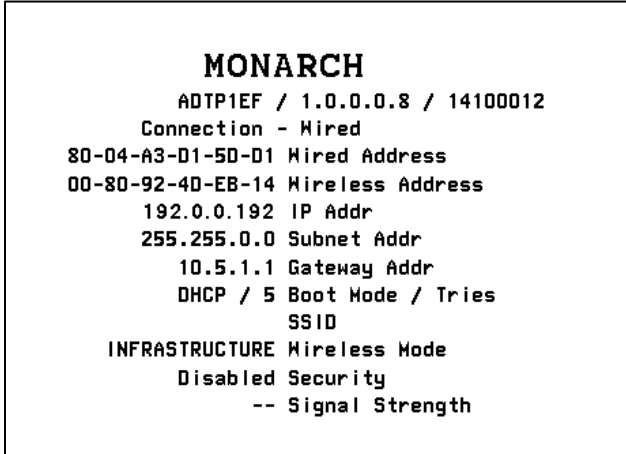 MONARCH
ADTP1EF / 1.0.0.0.8 / 14100012
Connection - Wired
80-04-A3-D1-5D-D1 Wired Address
00-80-92-4D-EB-14 Wireless Address
192.0.0.192 IP Addr
255.255.0.0 Subnet Addr
10.5.1.1 Gateway Addr
DHCP / 5 Boot Mode / Tries
SSID
INFRASTRUCTURE Wireless Mode
Disabled Security
-- Signal Strength